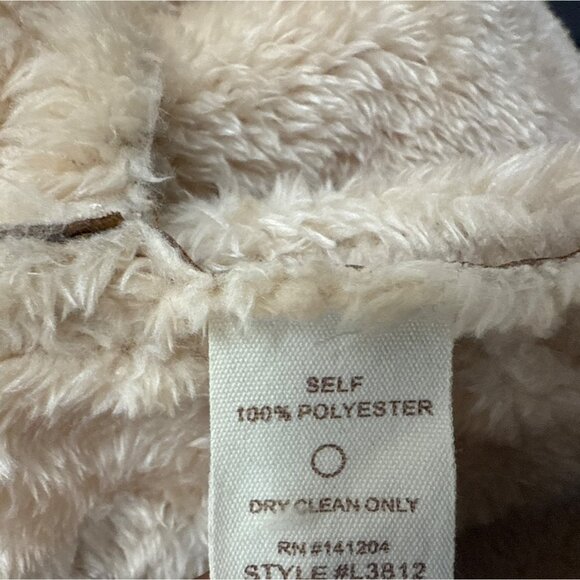 SELF
100% POLYESTER
DRY CLEAN ONLY
RN #141204
STYLE #L3812